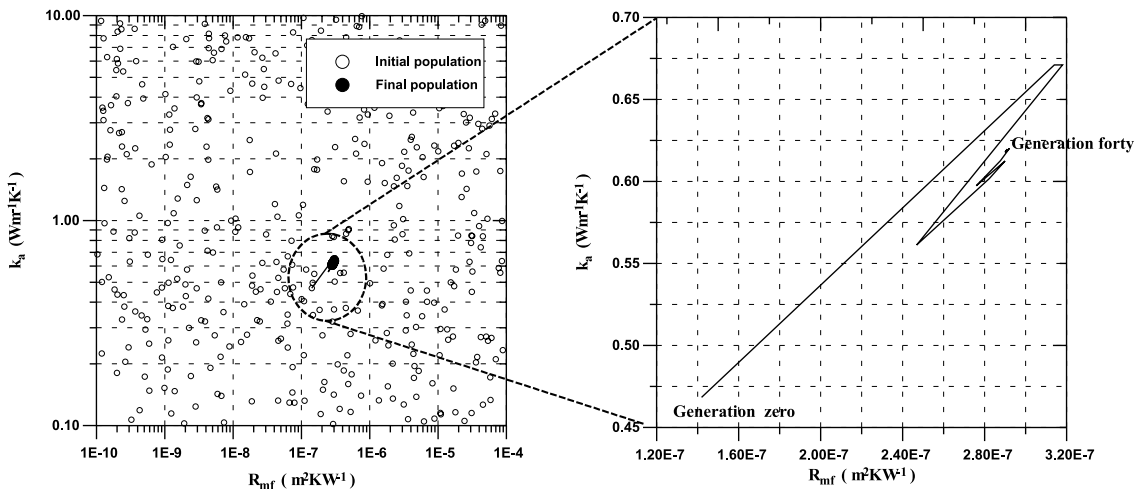 10.00
1.00
0.10
kₐ (Wm⁻¹K⁻¹)
Initial population
Final population
1E-10 1E-9 1E-8 1E-7 1E-6 1E-5 1E-4
Rₘf ( m²KW⁻¹)
0.70
0.65
0.60
0.55
0.50
0.45
kₐ (Wm⁻¹K⁻¹)
Generation forty
Generation zero
1.20E-7 1.60E-7 2.00E-7 2.40E-7 2.80E-7 3.20E-7
Rₘf ( m²KW⁻¹)